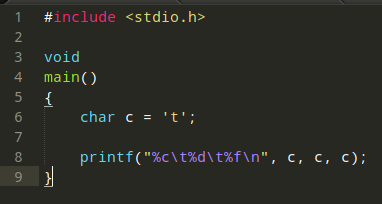 1 #include <stdio.h>
2
3 void
4 main()
5 {
6     char c = 't';
7
8     printf("%c\t%d\t%f\n", c, c, c);
9 }